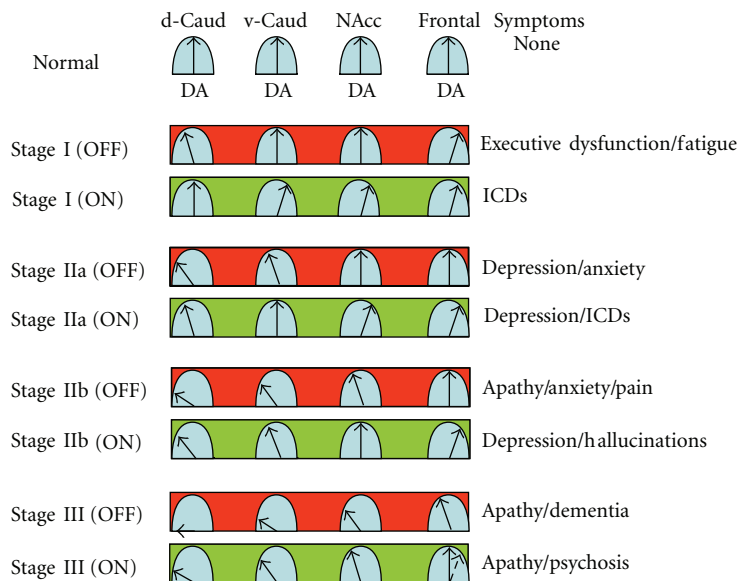 d-Caud v-Caud NAcc Frontal Symptoms
Normal None
DA DA DA DA
Stage I (OFF) Executive dysfunction/fatigue
Stage I (ON) ICDs
Stage IIa (OFF) Depression/anxiety
Stage IIa (ON) Depression/ICDs
Stage IIb (OFF) Apathy/anxiety/pain
Stage IIb (ON) Depression/hallucinations
Stage III (OFF) Apathy/dementia
Stage III (ON) Apathy/psychosis